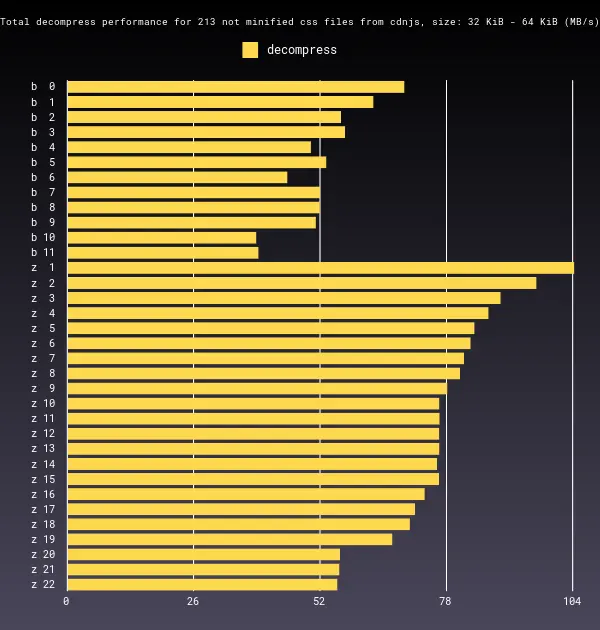 Total decompress performance for 213 not minified css files from cdnjs, size: 32 KiB - 64 KiB (MB/s)
decompress
b 0
b 1
b 2
b 3
b 4
b 5
b 6
b 7
b 8
b 9
b 10
b 11
z 1
z 2
z 3
z 4
z 5
z 6
z 7
z 8
z 9
z 10
z 11
z 12
z 13
z 14
z 15
z 16
z 17
z 18
z 19
z 20
z 21
z 22
0 26 52 78 104